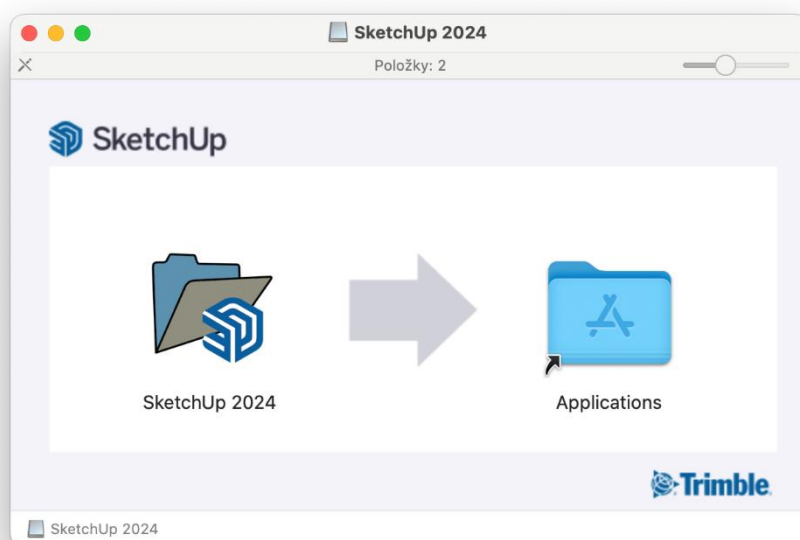 SketchUp 2024
Položky: 2
SketchUp
SketchUp 2024
Applications
Trimble
SketchUp 2024